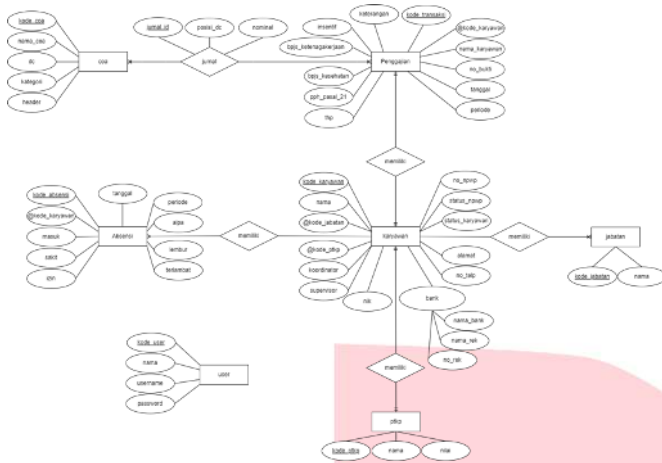 kode_coa
nama_coa
dc
kategori
header
coa
jurnal_id
posisi_dc
nominal
jurnal
insentif
keterangan
kode_transaksi
bpjs_ketenagakerjaan
bpjs_kesehatan
pph_pasal_21
thp
Penggajian
@kode_karyawan
nama_karyawan
no_bukti
tanggal
periode
memiliki
kode_absensi
@kode_karyawan
masuk
sakit
izin
tanggal
Absensi
periode
alpa
lembur
terlambat
memiliki
kode_karyawan
nama
@kode_jabatan
@kode_ptkp
koordinator
supervisor
nik
Karyawan
no_npwp
status_npwp
status_karyawan
alamat
no_telp
bank
nama_bank
nama_rek
no_rek
memiliki
jabatan
kode_jabatan
nama
kode_user
nama
username
password
user
memiliki
ptkp
kode_ptkp
nama
nilai